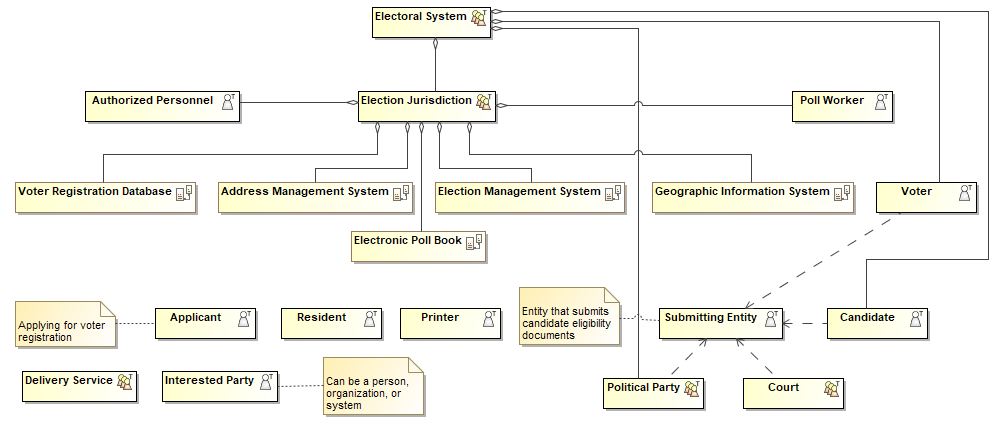 Electoral System
Authorized Personnel
Election Jurisdiction
Poll Worker
Voter Registration Database
Address Management System
Election Management System
Geographic Information System
Voter
Electronic Poll Book
Applying for voter
registration
Applicant
Resident
Printer
Entity that submits
candidate eligibility
documents
Submitting Entity
Candidate
Delivery Service
Interested Party
Can be a person,
organization, or
system
Political Party
Court